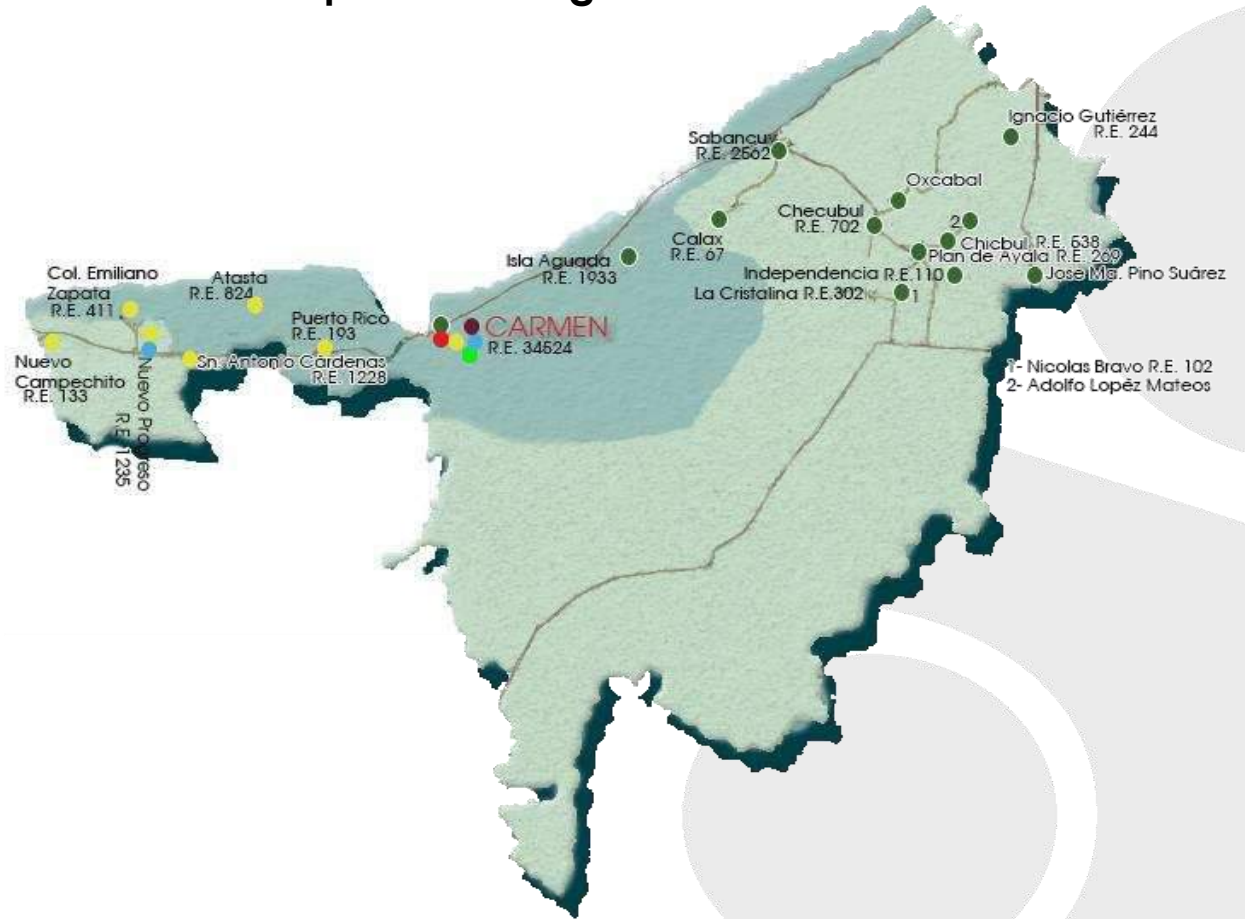 Ignacio Gutiérrez
R.E. 244
Sabancuy
R.E. 2562
Oxcabal
Checubul
R.E. 702
2
Calax
R.E. 67
Chicbul R.E. 638
Plan de Ayala R.E. 269
Isla Aguada
R.E. 1933
Independencia R.E.110
Jose Ma. Pino Suárez
La Cristalina R.E.302
1
Col. Emiliano
Zapata
R.E. 411
Atasta
R.E. 824
Puerto Rico
R.E. 193
CARMEN
R.E. 34524
Nuevo
Campechito
R.E. 133
Sn. Antonio Cárdenas
R.E. 1228
Nuevo Progreso
R.E. 1235
1- Nicolas Bravo R.E. 102
2- Adolfo Lopéz Mateos